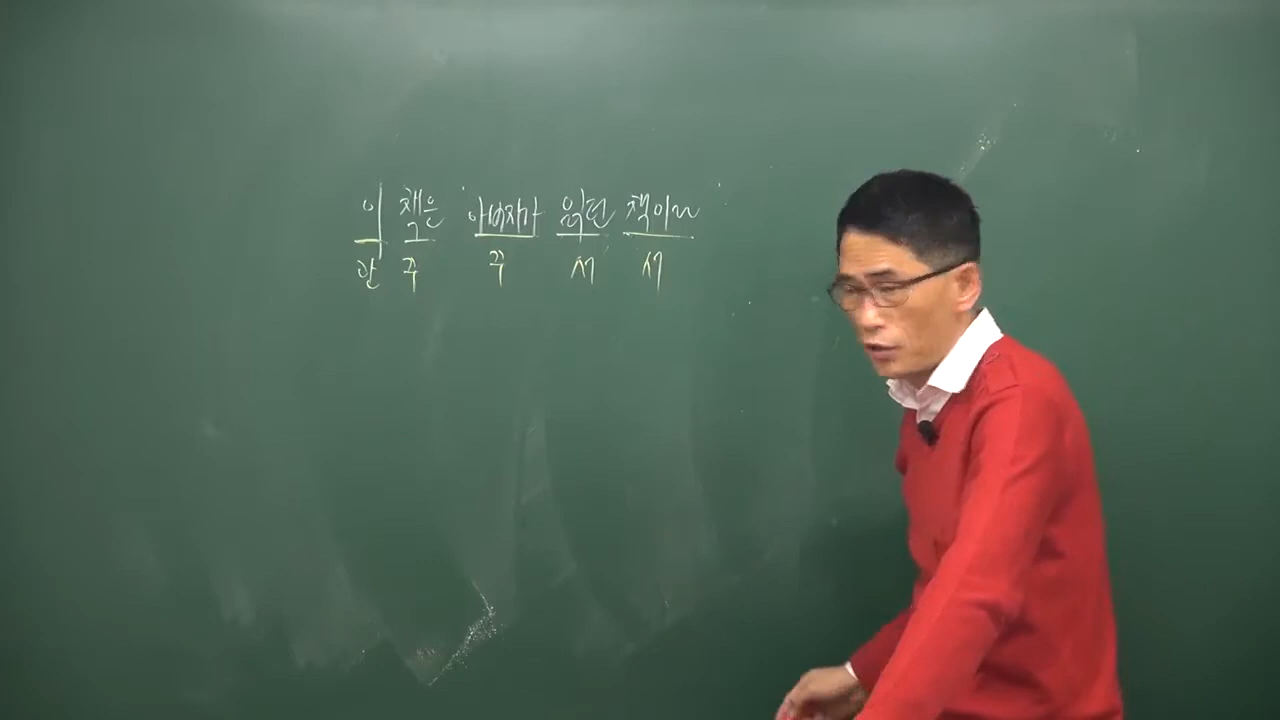 이 책은 아버지가 읽던 책이다
관 주 주 서 서